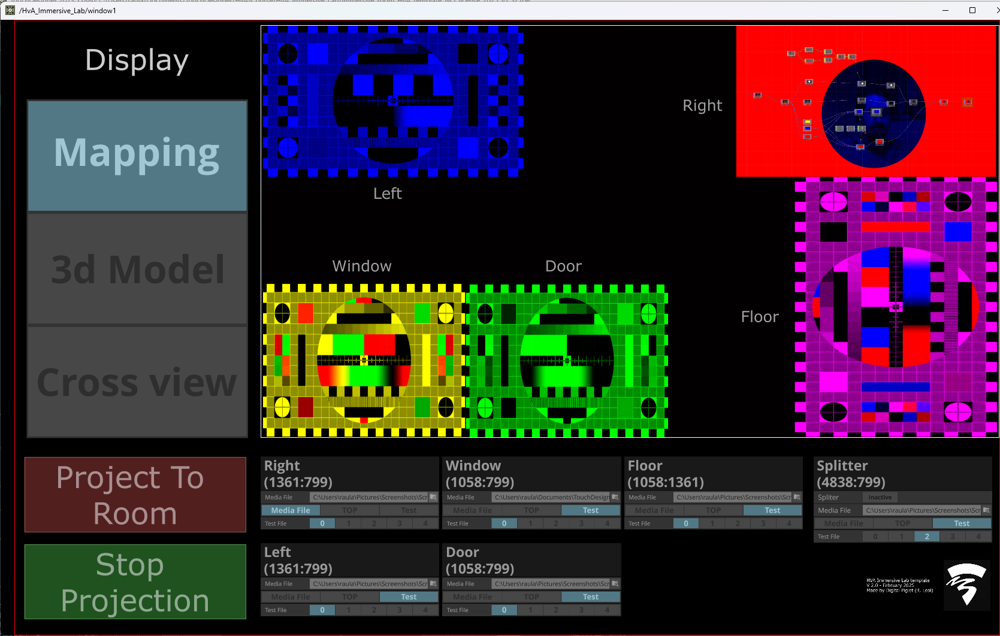 /HvA_Immersive_Lab/window1
Display
Mapping
3d Model
Cross view
Project To
Room
Stop
Projection
Left
Right
Window
Door
Floor
Right
(1361:799)
Media File C:\Users\raula\Pictures\Screenshots\Scr
Media File TOP Test
Test File 0 1 2 3 4
Window
(1058:799)
Media File C:\Users\raula\Documents\TouchDesign
Media File TOP Test
Test File 0 1 2 3 4
Floor
(1058:1361)
Media File C:\Users\raula\Pictures\Screenshots\Scr
Media File TOP Test
Test File 0 1 2 3 4
Splitter
(4838:799)
Spliter Inactive
Media File C:\Users\raula\Pictures\Screenshots\Scr
Media File TOP Test
Test File 0 1 2 3 4
Left
(1361:799)
Media File C:\Users\raula\Pictures\Screenshots\Scr
Media File TOP Test
Test File 0 1 2 3 4
Door
(1058:799)
Media File C:\Users\raula\Pictures\Screenshots\Scr
Media File TOP Test
Test File 0 1 2 3 4
HVA Immersive Lab template
V 2.0 - February 2025
Made by Digital Piglet (R. Leal)